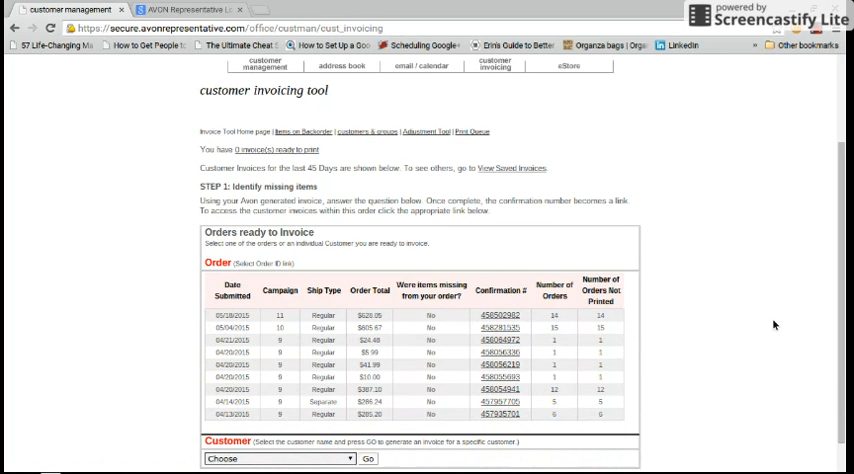 customer management
AVON Representative Lo
powered by
Screencastify Lite
https://secure.avonrepresentative.com/office/custman/cust_invoicing
57 Life-Changing Ma
How to Get People to
The Ultimate Cheat S
How to Set Up a Goo
Scheduling Google+
Erin's Guide to Better
Organza bags | Orga
LinkedIn
» Other bookmarks
customer management
address book
email / calendar
customer invoicing
eStore
customer invoicing tool
Invoice Tool Home page | Items on Backorder | customers & groups | Adjustment Tool | Print Queue
You have 0 invoice(s) ready to print
Customer Invoices for the last 45 Days are shown below. To see others, go to View Saved Invoices.
STEP 1: Identify missing items
Using your Avon generated invoice, answer the question below. Once complete, the confirmation number becomes a link.
To access the customer invoices within this order click the appropriate link below.
Orders ready to Invoice
Select one of the orders or an individual Customer you are ready to invoice.
Order (Select Order ID link)
Date Submitted Campaign Ship Type Order Total Were items missing from your order? Confirmation # Number of Orders Number of Orders Not Printed
05/18/2015 11 Regular $628.05 No 458502982 14 14
05/04/2015 10 Regular $605.67 No 458281535 15 15
04/21/2015 9 Regular $24.48 No 458064972 1 1
04/20/2015 9 Regular $5.99 No 458056336 1 1
04/20/2015 9 Regular $41.99 No 458056219 1 1
04/20/2015 9 Regular $10.00 No 458055693 1 1
04/20/2015 9 Regular $387.10 No 458054941 12 12
04/14/2015 9 Separate $286.24 No 457957705 5 5
04/13/2015 9 Regular $285.20 No 457935701 6 6
Customer (Select the customer name and press GO to generate an invoice for a specific customer.)
Choose
Go